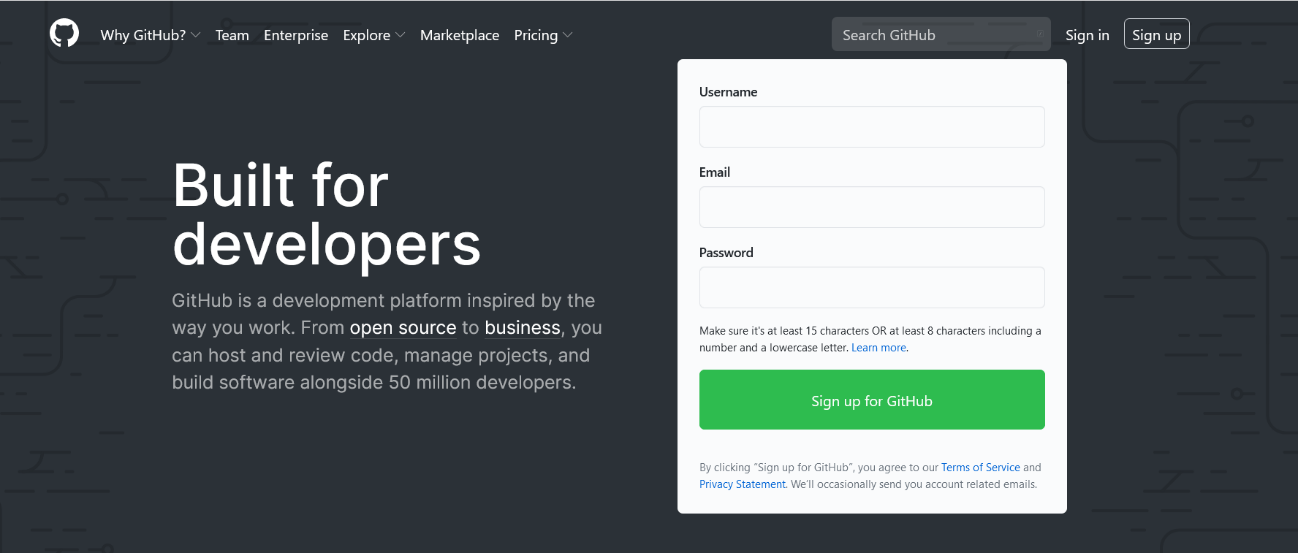 Why GitHub? Team Enterprise Explore Marketplace Pricing Search GitHub Sign in Sign up
Built for
developers
GitHub is a development platform inspired by the
way you work. From open source to business, you
can host and review code, manage projects, and
build software alongside 50 million developers.
Username
Email
Password
Make sure it's at least 15 characters OR at least 8 characters including a
number and a lowercase letter. Learn more.
Sign up for GitHub
By clicking “Sign up for GitHub”, you agree to our Terms of Service and
Privacy Statement. We’ll occasionally send you account related emails.